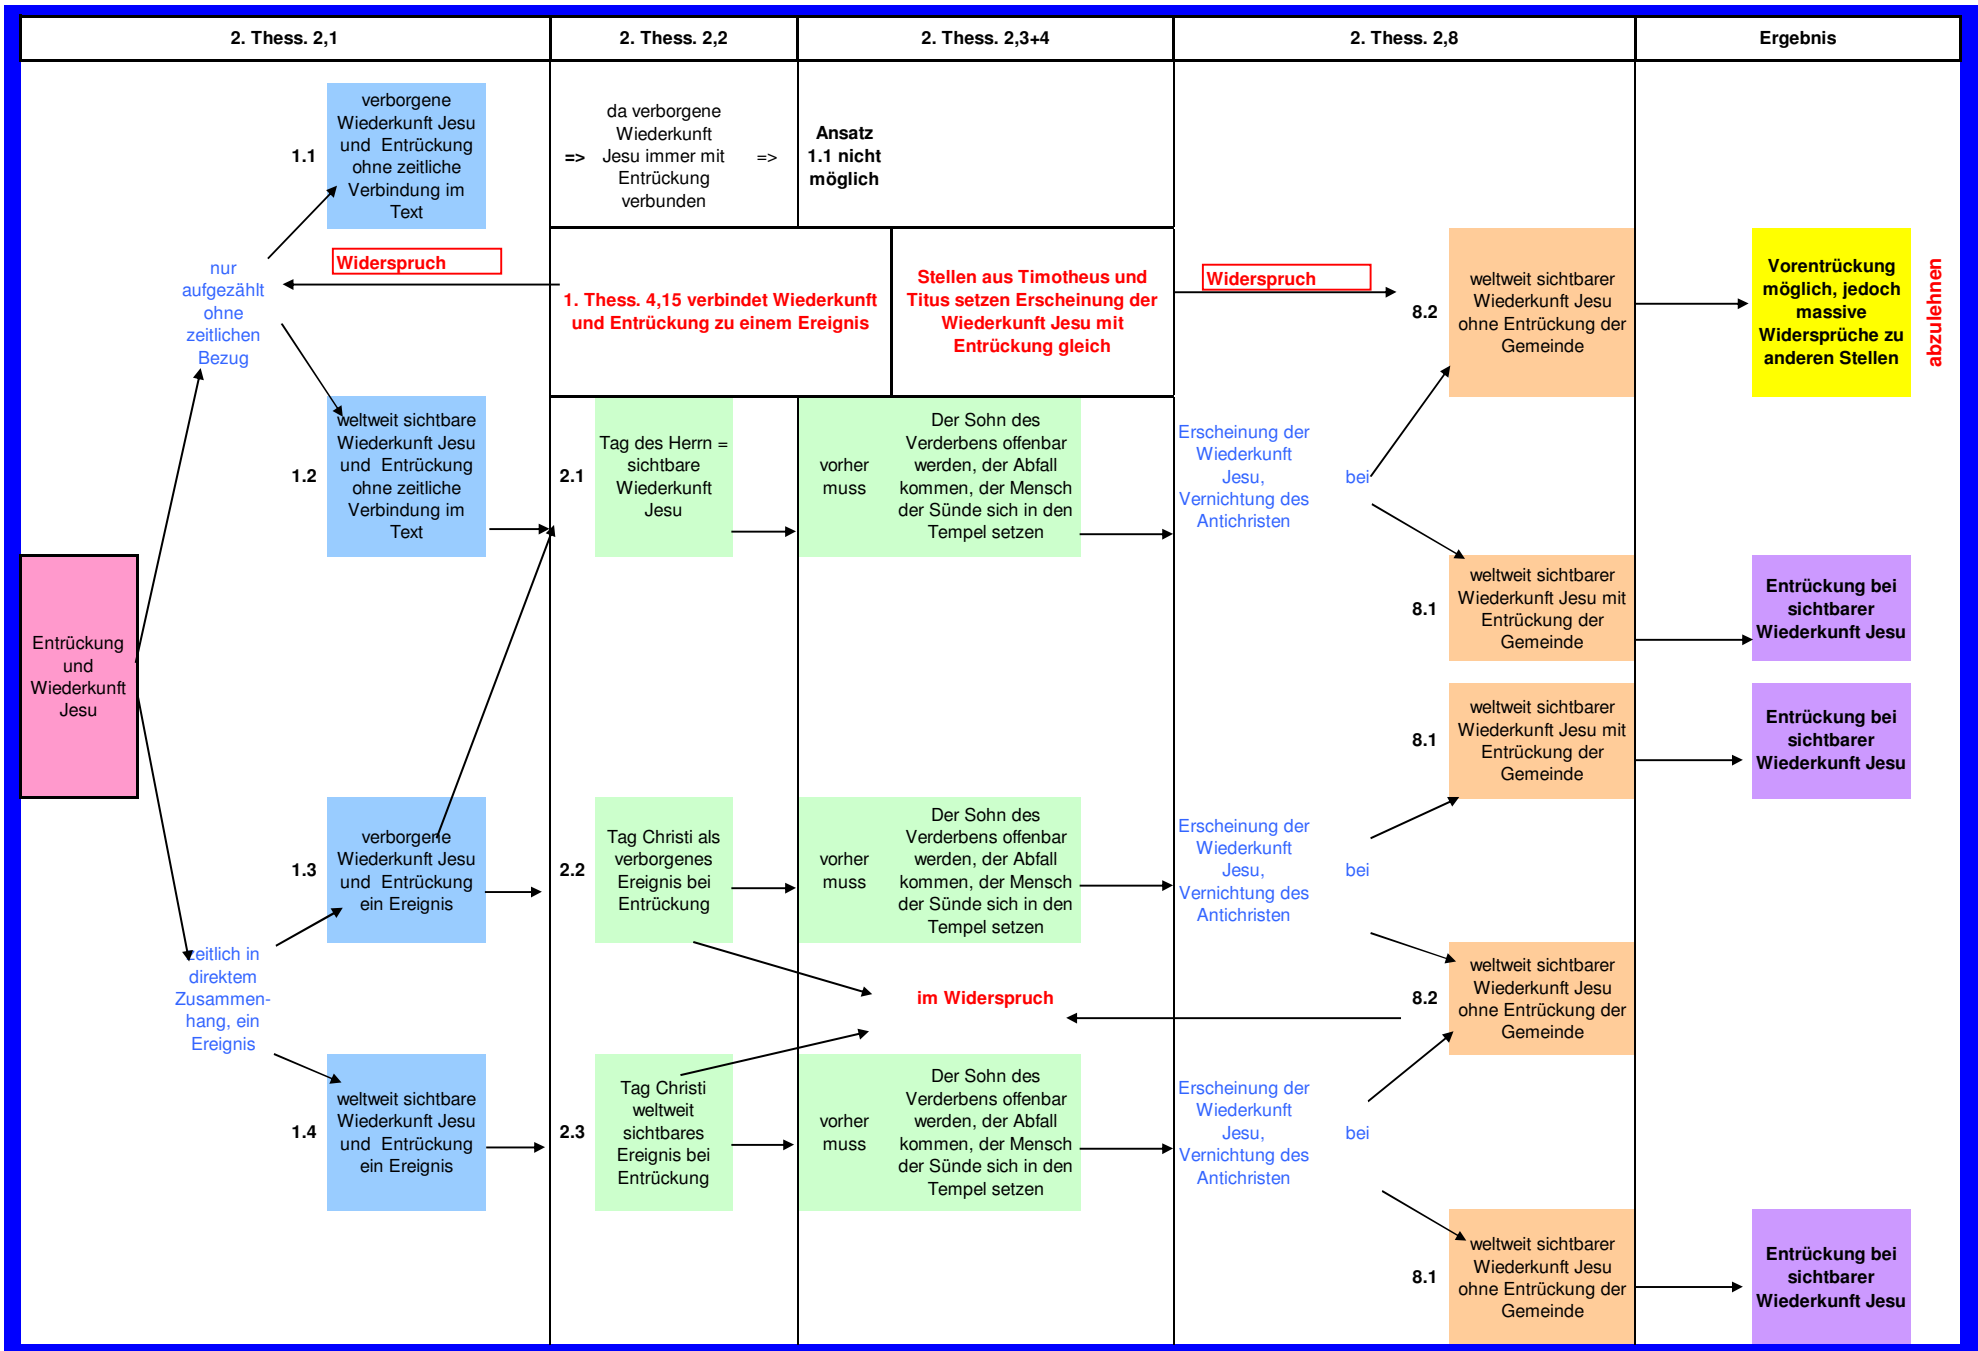 2. Thess. 2,1
2. Thess. 2,2
2. Thess. 2,3+4
2. Thess. 2,8
Ergebnis
1.1
verborgene
Wiederkunft Jesu
und Entrückung
ohne zeitliche
Verbindung im
Text
=>
da verborgene
Wiederkunft
Jesu immer mit
Entrückung
verbunden
=>
Ansatz
1.1 nicht
möglich
nur
aufgezählt
ohne
zeitlichen
Bezug
Widerspruch
1. Thess. 4,15 verbindet Wiederkunft
und Entrückung zu einem Ereignis
Stellen aus Timotheus und
Titus setzen Erscheinung der
Wiederkunft Jesu mit
Entrückung gleich
Widerspruch
8.2
weltweit sichtbarer
Wiederkunft Jesu
ohne Entrückung der
Gemeinde
Vorentrückung
möglich, jedoch
massive
Widersprüche zu
anderen Stellen
abzulehnen
1.2
weltweit sichtbare
Wiederkunft Jesu
und Entrückung
ohne zeitliche
Verbindung im
Text
2.1
Tag des Herrn =
sichtbare
Wiederkunft
Jesu
vorher
muss
Der Sohn des
Verderbens offenbar
werden, der Abfall
kommen, der Mensch
der Sünde sich in den
Tempel setzen
Erscheinung der
Wiederkunft
Jesu,
Vernichtung des
Antichristen
bei
8.1
weltweit sichtbarer
Wiederkunft Jesu mit
Entrückung der
Gemeinde
Entrückung bei
sichtbarer
Wiederkunft Jesu
Entrückung
und
Wiederkunft
Jesu
8.1
weltweit sichtbarer
Wiederkunft Jesu mit
Entrückung der
Gemeinde
Entrückung bei
sichtbarer
Wiederkunft Jesu
1.3
verborgene
Wiederkunft Jesu
und Entrückung
ein Ereignis
2.2
Tag Christi als
verborgenes
Ereignis bei
Entrückung
vorher
muss
Der Sohn des
Verderbens offenbar
werden, der Abfall
kommen, der Mensch
der Sünde sich in den
Tempel setzen
Erscheinung der
Wiederkunft
Jesu,
Vernichtung des
Antichristen
bei
zeitlich in
direktem
Zusammen-
hang, ein
Ereignis
im Widerspruch
8.2
weltweit sichtbarer
Wiederkunft Jesu
ohne Entrückung der
Gemeinde
1.4
weltweit sichtbare
Wiederkunft Jesu
und Entrückung
ein Ereignis
2.3
Tag Christi
weltweit
sichtbares
Ereignis bei
Entrückung
vorher
muss
Der Sohn des
Verderbens offenbar
werden, der Abfall
kommen, der Mensch
der Sünde sich in den
Tempel setzen
Erscheinung der
Wiederkunft
Jesu,
Vernichtung des
Antichristen
bei
8.1
weltweit sichtbarer
Wiederkunft Jesu
ohne Entrückung der
Gemeinde
Entrückung bei
sichtbarer
Wiederkunft Jesu